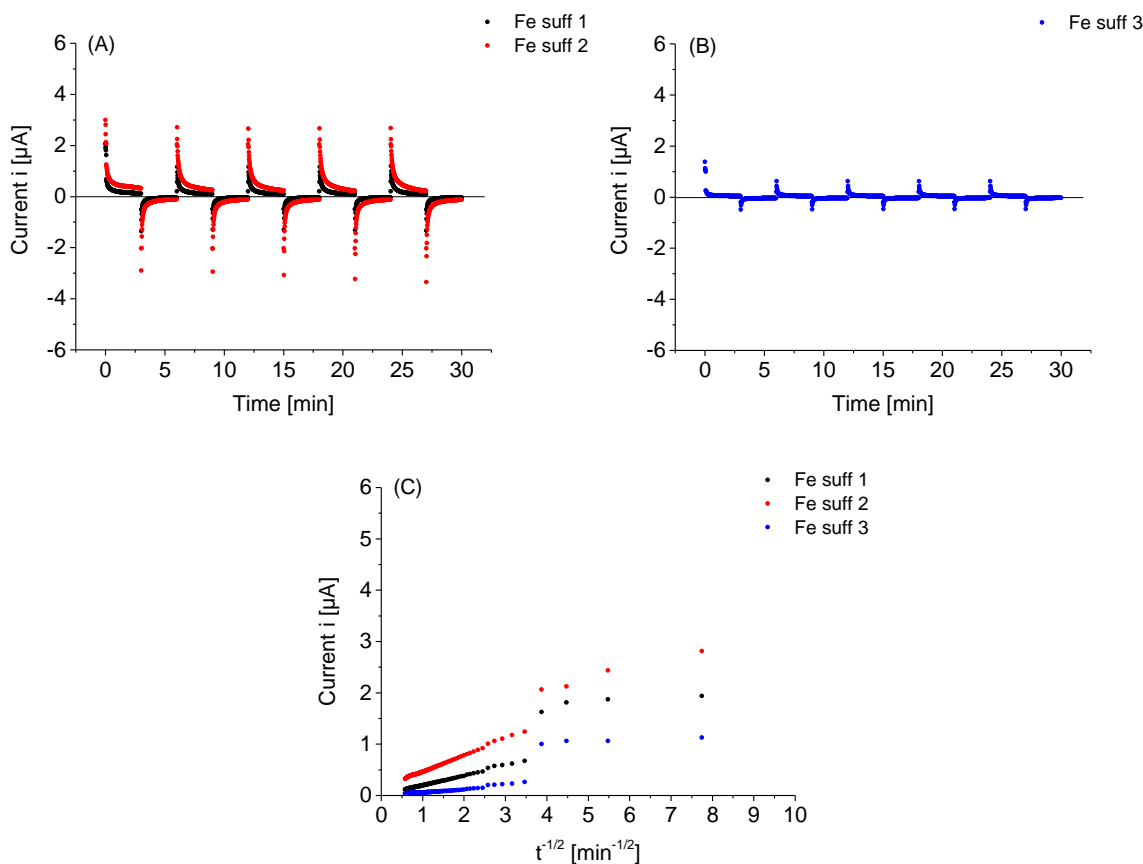 (A)
Fe suff 1
Fe suff 2
6
4
2
0
-2
-4
-6
Current i [µA]
0 5 10 15 20 25 30
Time [min]
(B)
Fe suff 3
6
4
2
0
-2
-4
-6
Current i [µA]
0 5 10 15 20 25 30
Time [min]
(C)
Fe suff 1
Fe suff 2
Fe suff 3
6
5
4
3
2
1
0
Current i [µA]
0 1 2 3 4 5 6 7 8 9 10
t^-1/2 [min^-1/2]